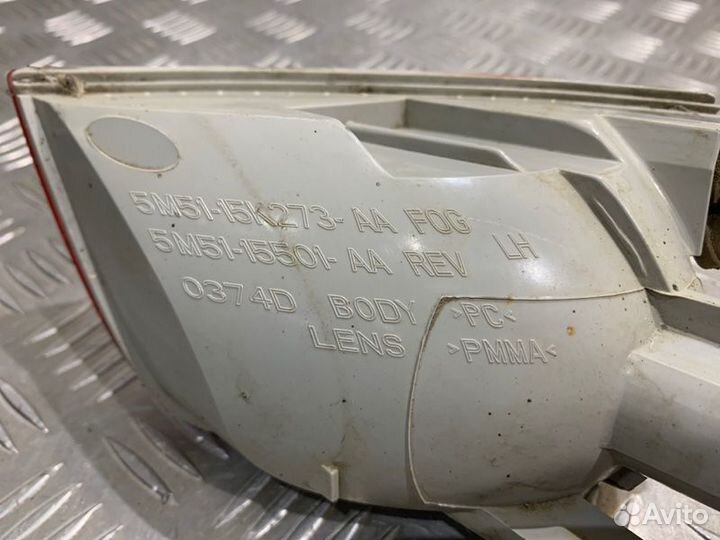 5M51-15K273-AA FOG
5M51-15501-AA REV LH
0374D BODY >PC<
LENS >PMMA<
Avito